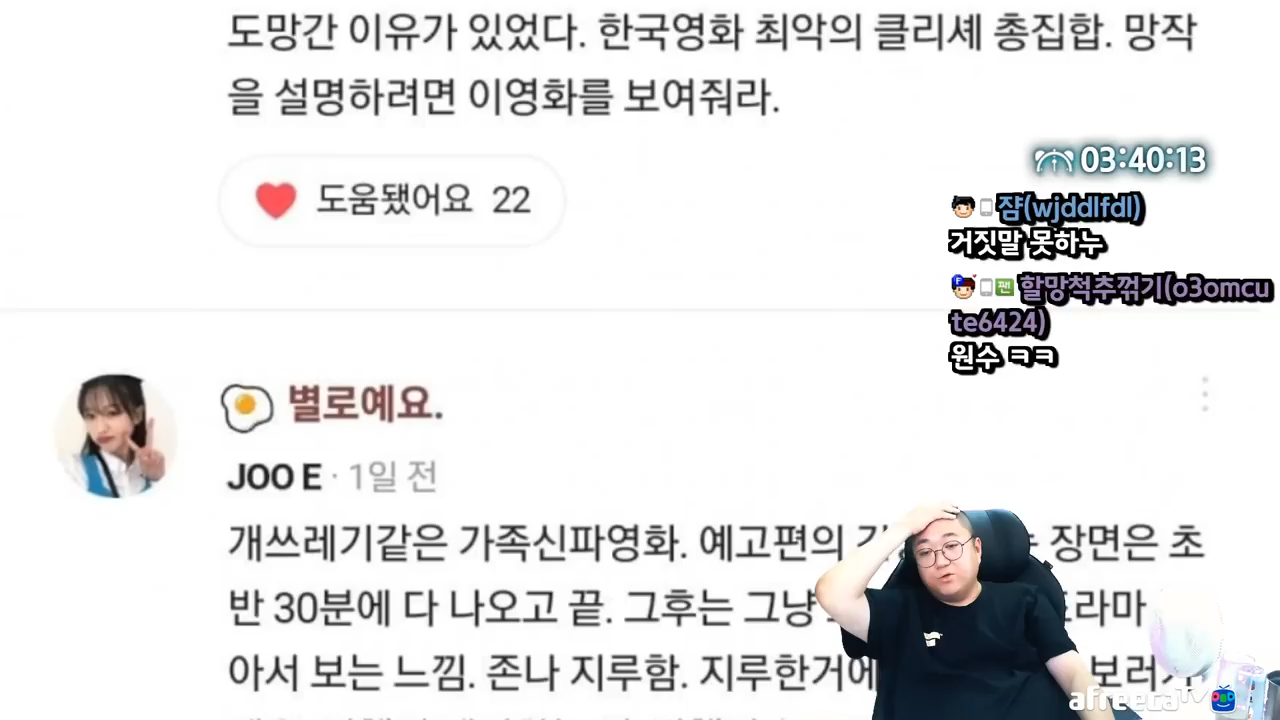 도망간 이유가 있었다. 한국영화 최악의 클리셰 총집합. 망작
을 설명하려면 이영화를 보여줘라.
도움됐어요 22
03:40:13
쟘(wjddlfdl)
거짓말 못하누
팬 할망척추꺾기(o3omcu
te6424)
원수 ㅋㅋ
별로예요.
JOO E · 1일 전
개쓰레기같은 가족신파영화. 예고편의 장면은 초
반 30분에 다 나오고 끝. 그후는 그냥 드라마
아서 보는 느낌. 존나 지루함. 지루한거에 보러
afreecaTV